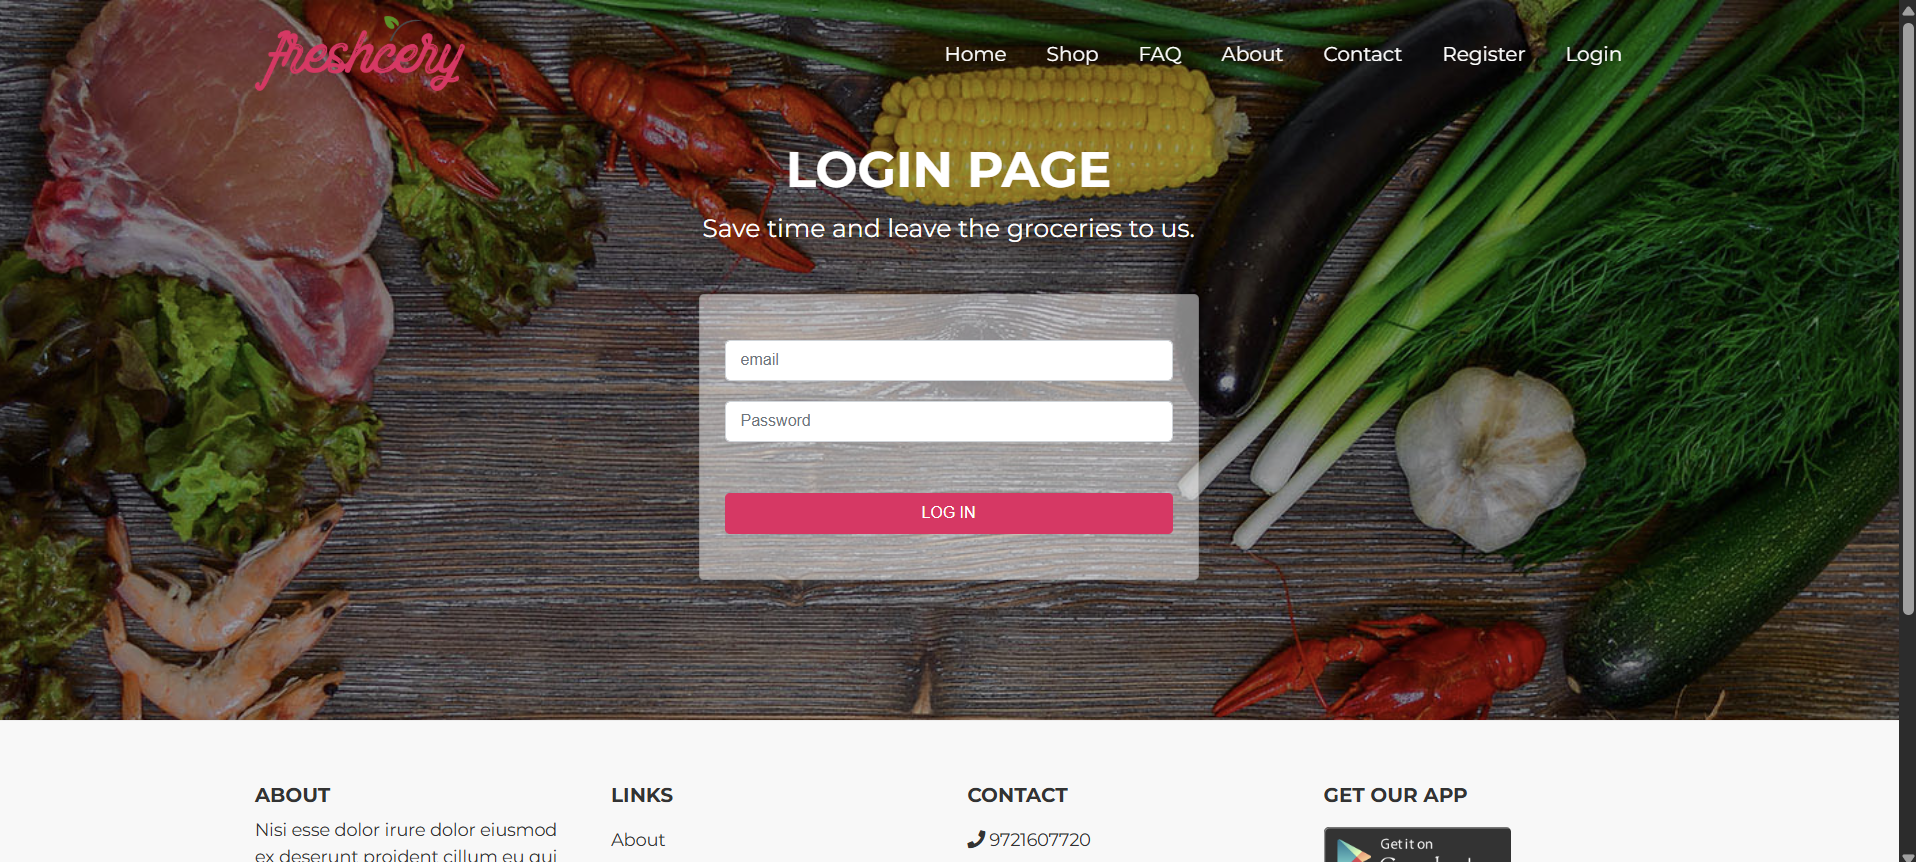 freshcery
Home Shop FAQ About Contact Register Login
LOGIN PAGE
Save time and leave the groceries to us.
email
Password
LOG IN
ABOUT
Nisi esse dolor irure dolor eiusmod
ex deserunt proident cillum eu qui
LINKS
About
CONTACT
9721607720
GET OUR APP
Get it on